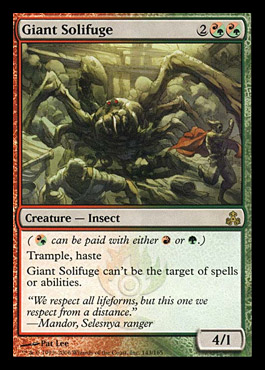 Giant Solifuge 2
Creature — Insect
( can be paid with either or .)
Trample, haste
Giant Solifuge can't be the target of spells
or abilities.
"We respect all lifeforms, but this one we
respect from a distance."
—Mandor, Selesnya ranger
4/1
Pat Lee